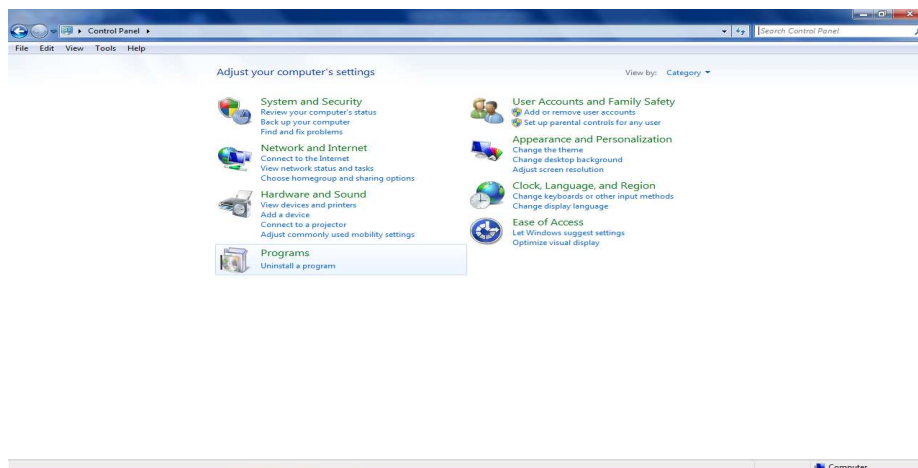 Control Panel
Search Control Panel
File Edit View Tools Help
Adjust your computer's settings
View by: Category
System and Security
Review your computer's status
Back up your computer
Find and fix problems
Network and Internet
Connect to the Internet
View network status and tasks
Choose homegroup and sharing options
Hardware and Sound
View devices and printers
Add a device
Connect to a projector
Adjust commonly used mobility settings
Programs
Uninstall a program
User Accounts and Family Safety
Add or remove user accounts
Set up parental controls for any user
Appearance and Personalization
Change the theme
Change desktop background
Adjust screen resolution
Clock, Language, and Region
Change keyboards or other input methods
Change display language
Ease of Access
Let Windows suggest settings
Optimize visual display
Computer